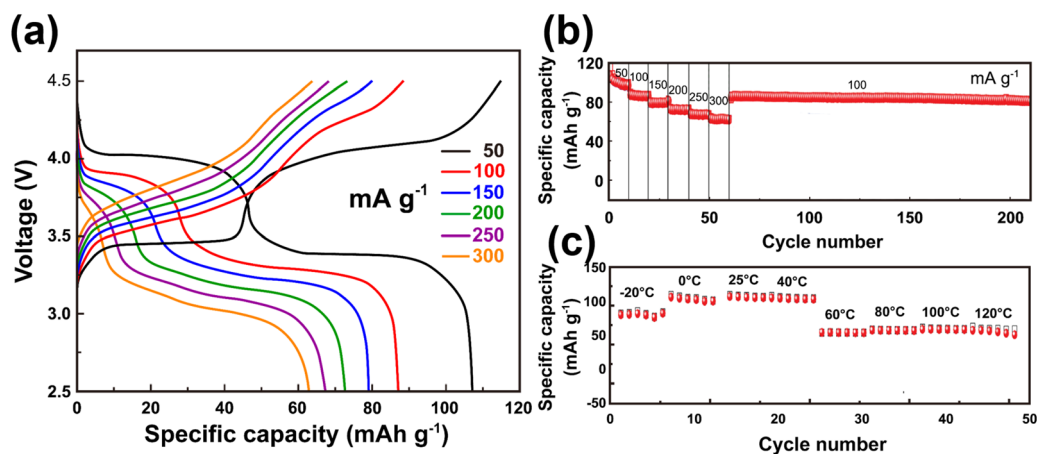 (a)
4.5
4.0
3.5
3.0
2.5
Voltage (V)
50
100
150
200
250
300
mA g-1
0 20 40 60 80 100 120
Specific capacity (mAh g-1)
(b)
120
80
40
0
Specific capacity
(mAh g-1)
50 100 150 200 250 300 100 mA g-1
0 50 100 150 200
Cycle number
(c)
150
100
50
0
-50
Specific capacity
(mAh g-1)
-20°C 0°C 25°C 40°C 60°C 80°C 100°C 120°C
0 10 20 30 40 50
Cycle number